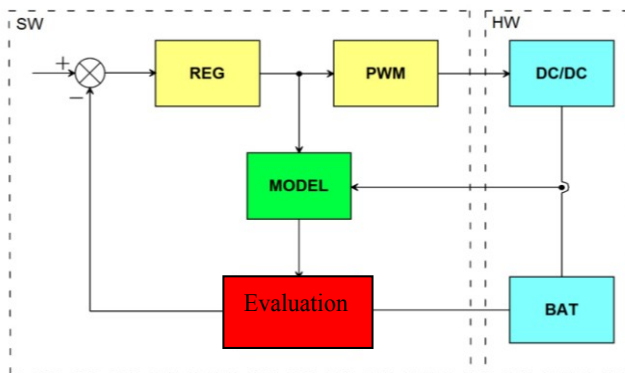 SW
HW
+
REG
PWM
DC/DC
−
MODEL
Evaluation
BAT